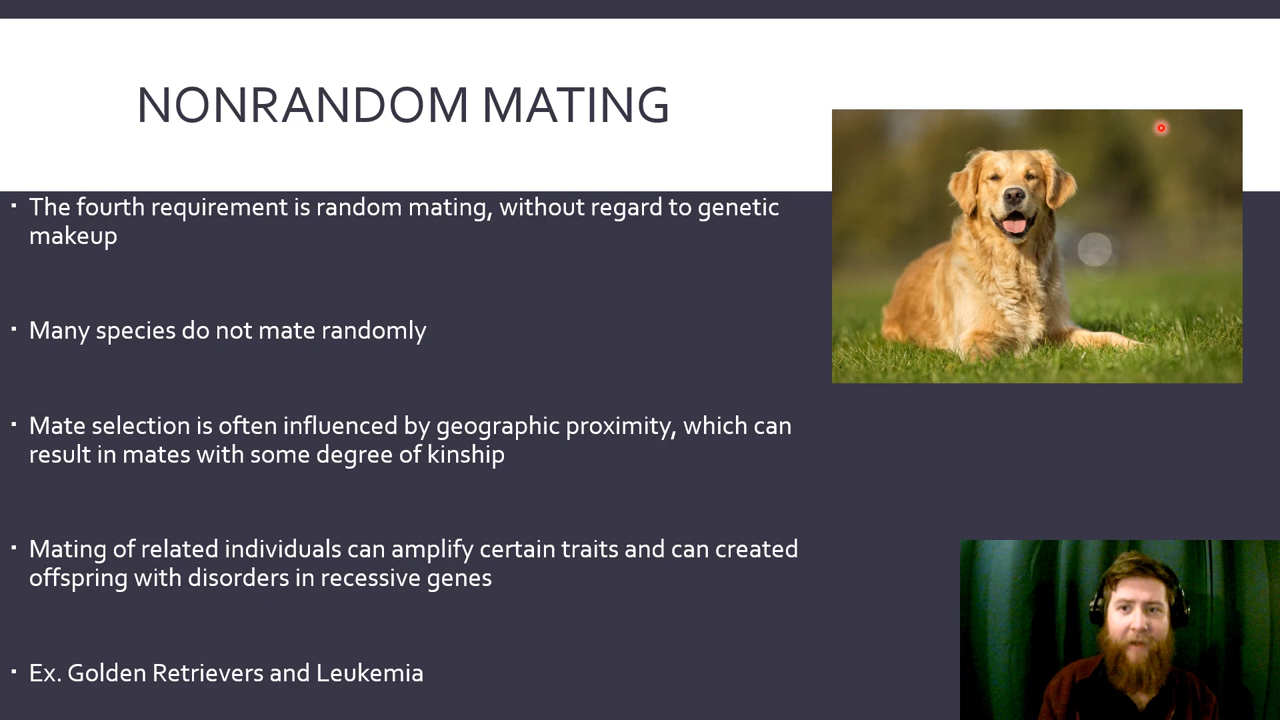 NONRANDOM MATING
▪ The fourth requirement is random mating, without regard to genetic
makeup
▪ Many species do not mate randomly
▪ Mate selection is often influenced by geographic proximity, which can
result in mates with some degree of kinship
▪ Mating of related individuals can amplify certain traits and can created
offspring with disorders in recessive genes
▪ Ex. Golden Retrievers and Leukemia